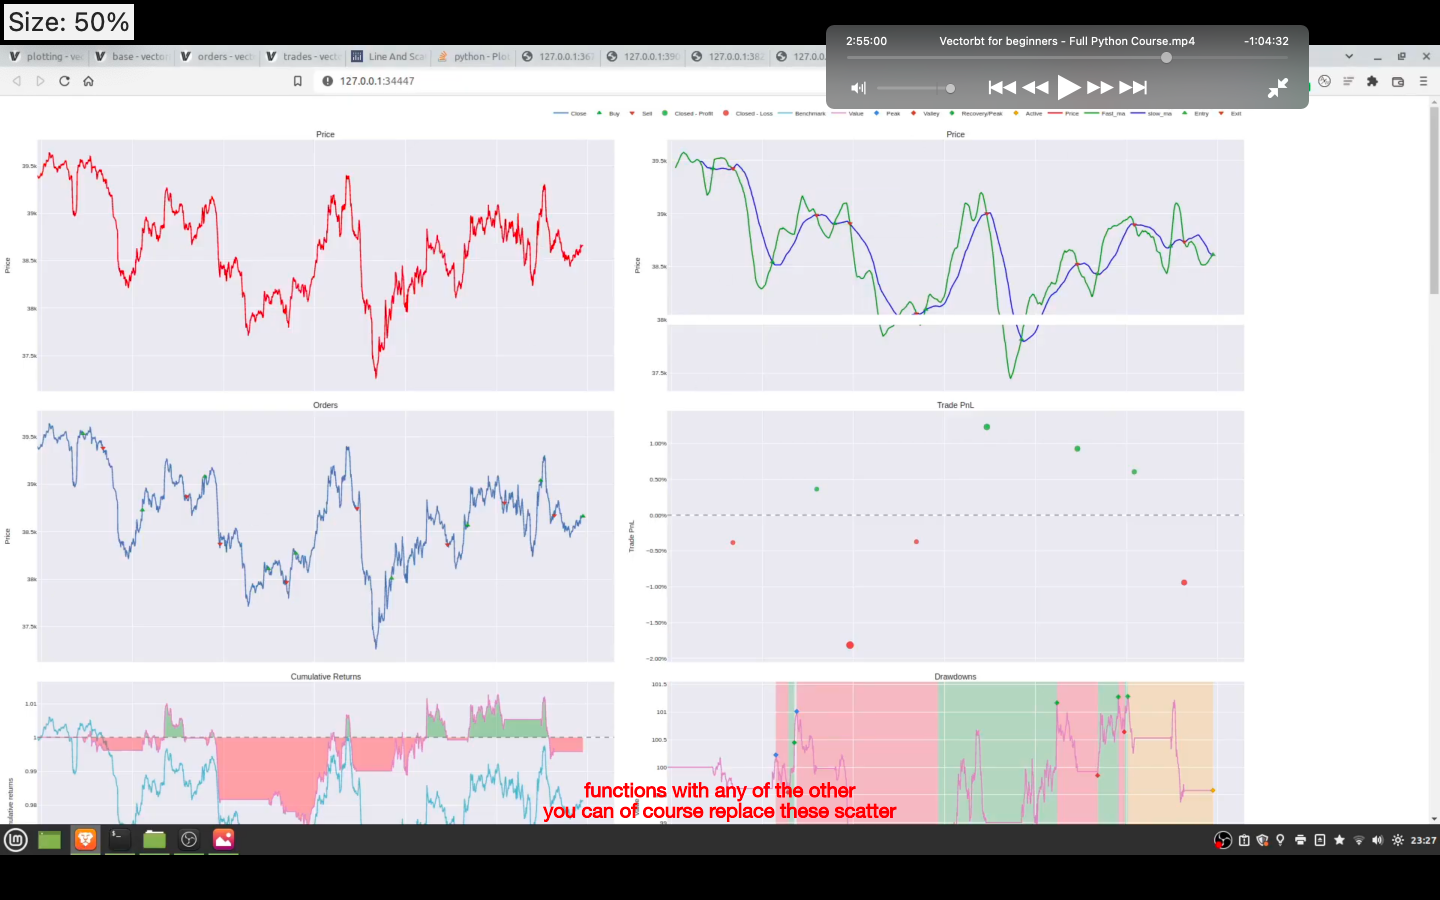 Size: 50%
2:55:00
Vectorbt for beginners - Full Python Course.mp4
-1:04:32
plotting - ve
base - vecto
orders - vect
trades - vecto
Line And Sca
python - Plot
127.0.0.1:367
127.0.0.1:390
127.0.0.1:382
127.0.0
127.0.0.1:34447
Close Buy Sell Closed - Profit Closed - Loss Benchmark Value Peak Valley Recovery/Peak Active Price Fast_ma slow_ma Entry Exit
Price
39.5k
39k
38.5k
38k
37.5k
Price
Price
39.5k
39k
38.5k
38k
37.5k
Price
Orders
39.5k
39k
38.5k
38k
37.5k
Price
Trade PnL
1.00%
0.50%
0.00%
−0.50%
−1.00%
−1.50%
−2.00%
Trade PnL
Cumulative Returns
1.01
1
0.99
0.98
mulative returns
Drawdowns
101.5
101
100.5
100
functions with any of the other
you can of course replace these scatter
23:27